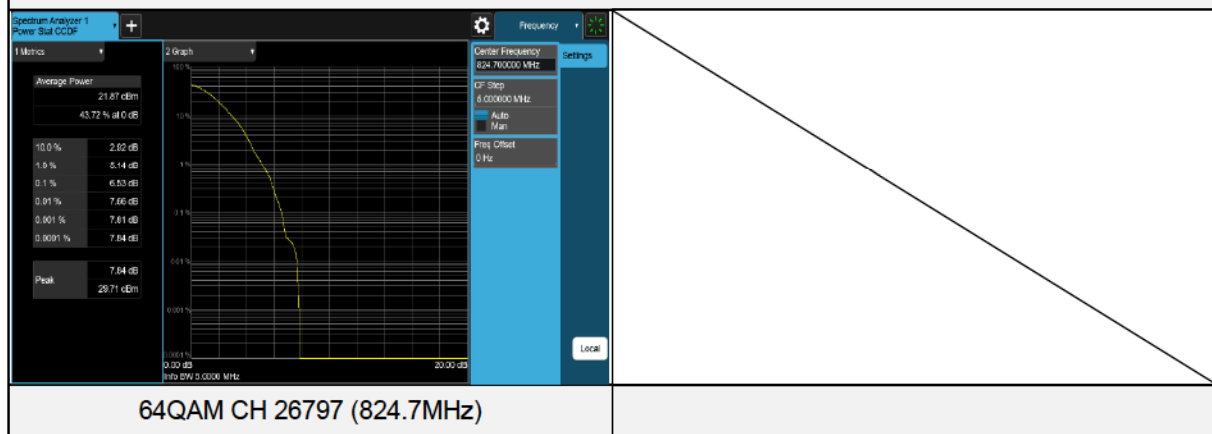 Spectrum Analyzer 1
Power Stat CCDF
+
Frequency
1 Metrics
2 Graph
Average Power
21.87 dBm
43.72 % at 0 dB
10.0 % 2.02 dB
1.0 % 5.14 dB
0.1 % 6.53 dB
0.01 % 7.66 dB
0.001 % 7.81 dB
0.0001 % 7.84 dB
Peak
7.84 dB
29.71 dBm
100 %
10 %
1 %
0.1 %
0.01 %
0.001 %
0.0001 %
0.00 dB
20.00 dB
Info BW 5.0000 MHz
Center Frequency
824.700000 MHz
Settings
CF Step
5.000000 MHz
Auto
Man
Freq Offset
0 Hz
Local
64QAM CH 26797 (824.7MHz)